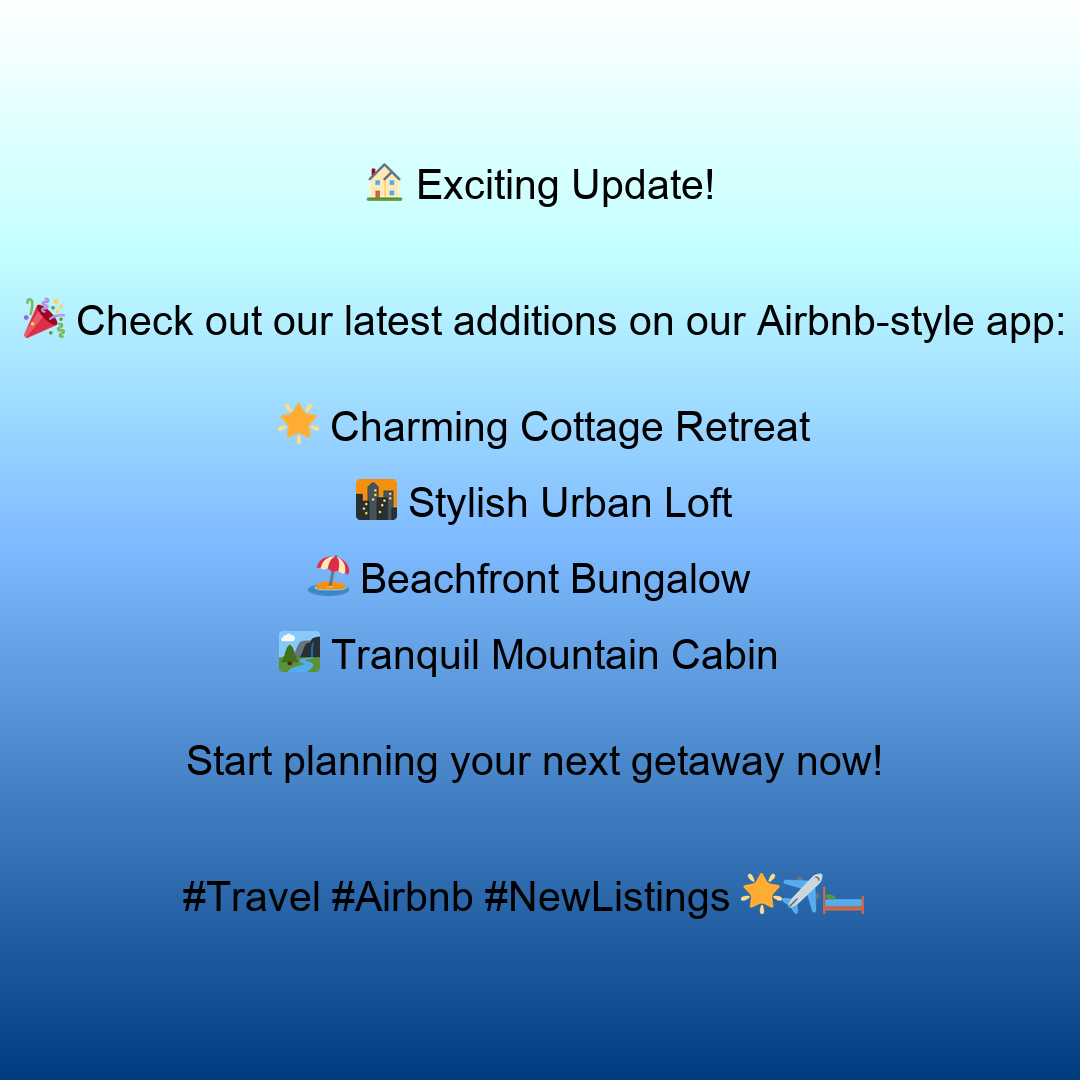 🏠 Exciting Update!
🎉 Check out our latest additions on our Airbnb-style app:
🌟 Charming Cottage Retreat
🌆 Stylish Urban Loft
🏖️ Beachfront Bungalow
🏞️ Tranquil Mountain Cabin
Start planning your next getaway now!
#Travel #Airbnb #NewListings 🌟✈️🛏️